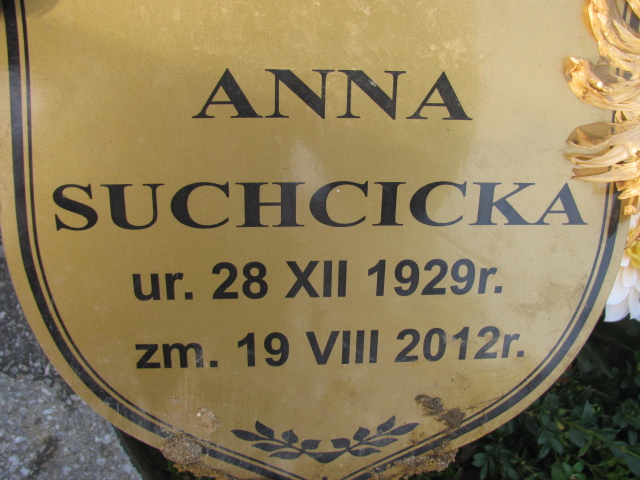 ANNA
SUCHCICKA
ur. 28 XII 1929r.
zm. 19 VIII 2012r.